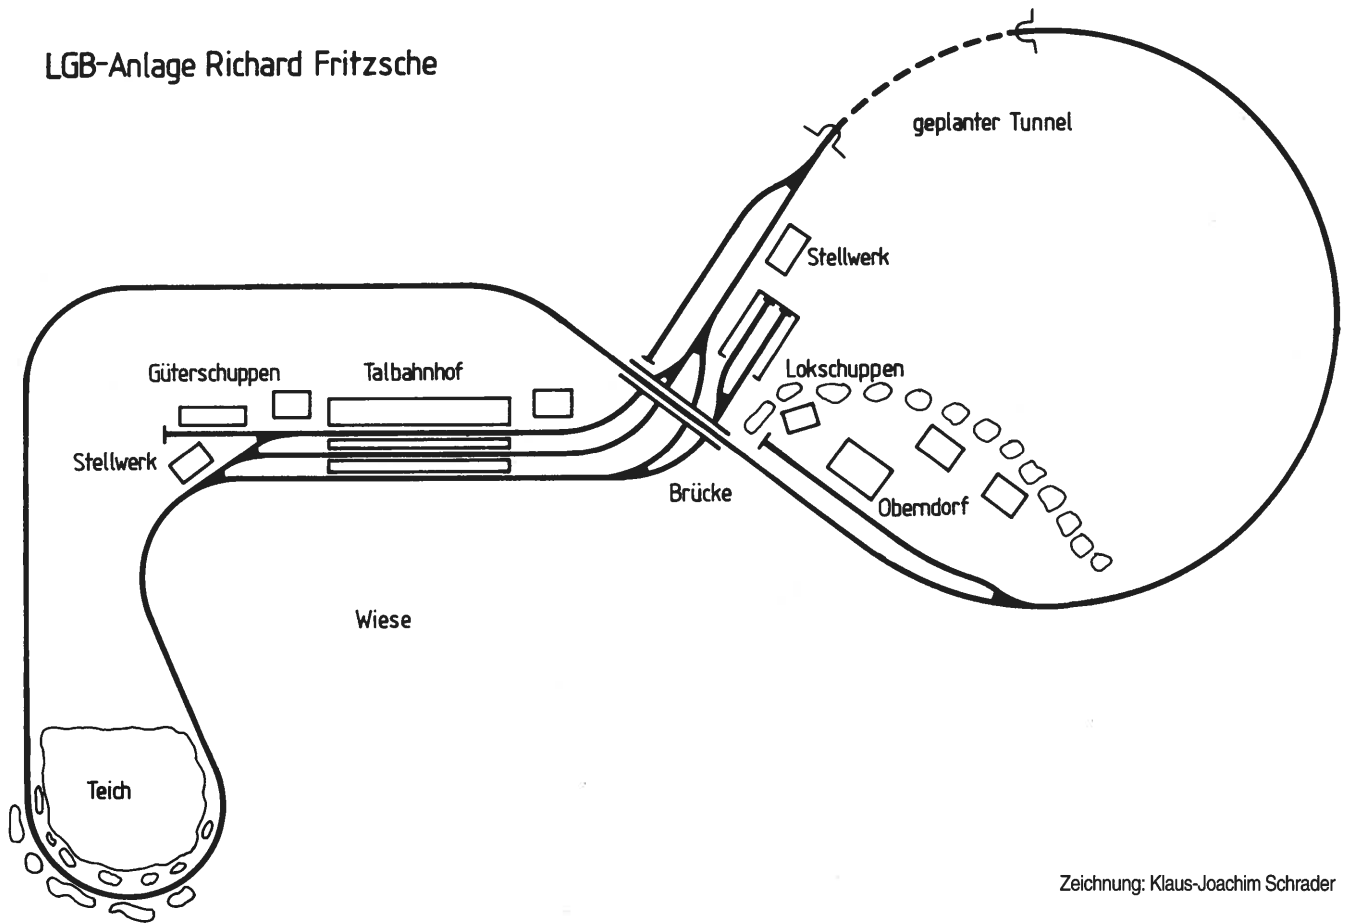 LGB-Anlage Richard Fritzsche
geplanter Tunnel
Stellwerk
Güterschuppen
Talbahnhof
Lokschuppen
Stellwerk
Brücke
Oberndorf
Wiese
Teich
Zeichnung: Klaus-Joachim Schrader